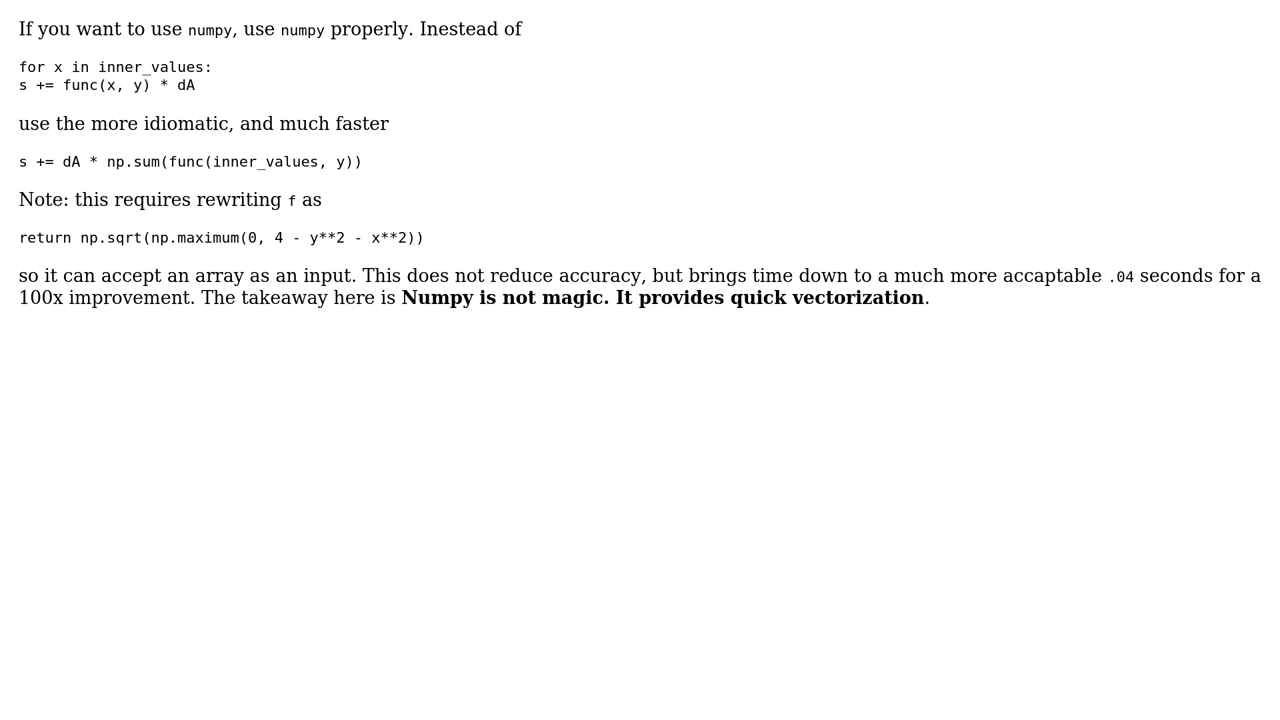 If you want to use numpy, use numpy properly. Inestead of
for x in inner_values:
s += func(x, y) * dA
use the more idiomatic, and much faster
s += dA * np.sum(func(inner_values, y))
Note: this requires rewriting f as
return np.sqrt(np.maximum(0, 4 - y**2 - x**2))
so it can accept an array as an input. This does not reduce accuracy, but brings time down to a much more accaptable .04 seconds for a
100x improvement. The takeaway here is Numpy is not magic. It provides quick vectorization.